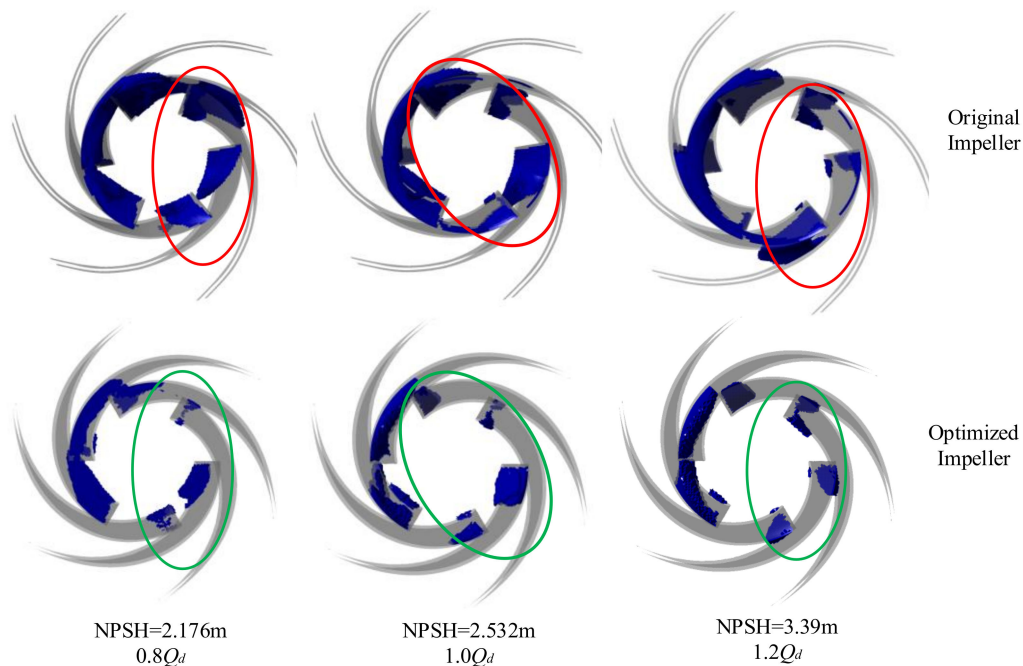 Original
Impeller
Optimized
Impeller
NPSH=2.176m
0.8Qd
NPSH=2.532m
1.0Qd
NPSH=3.39m
1.2Qd